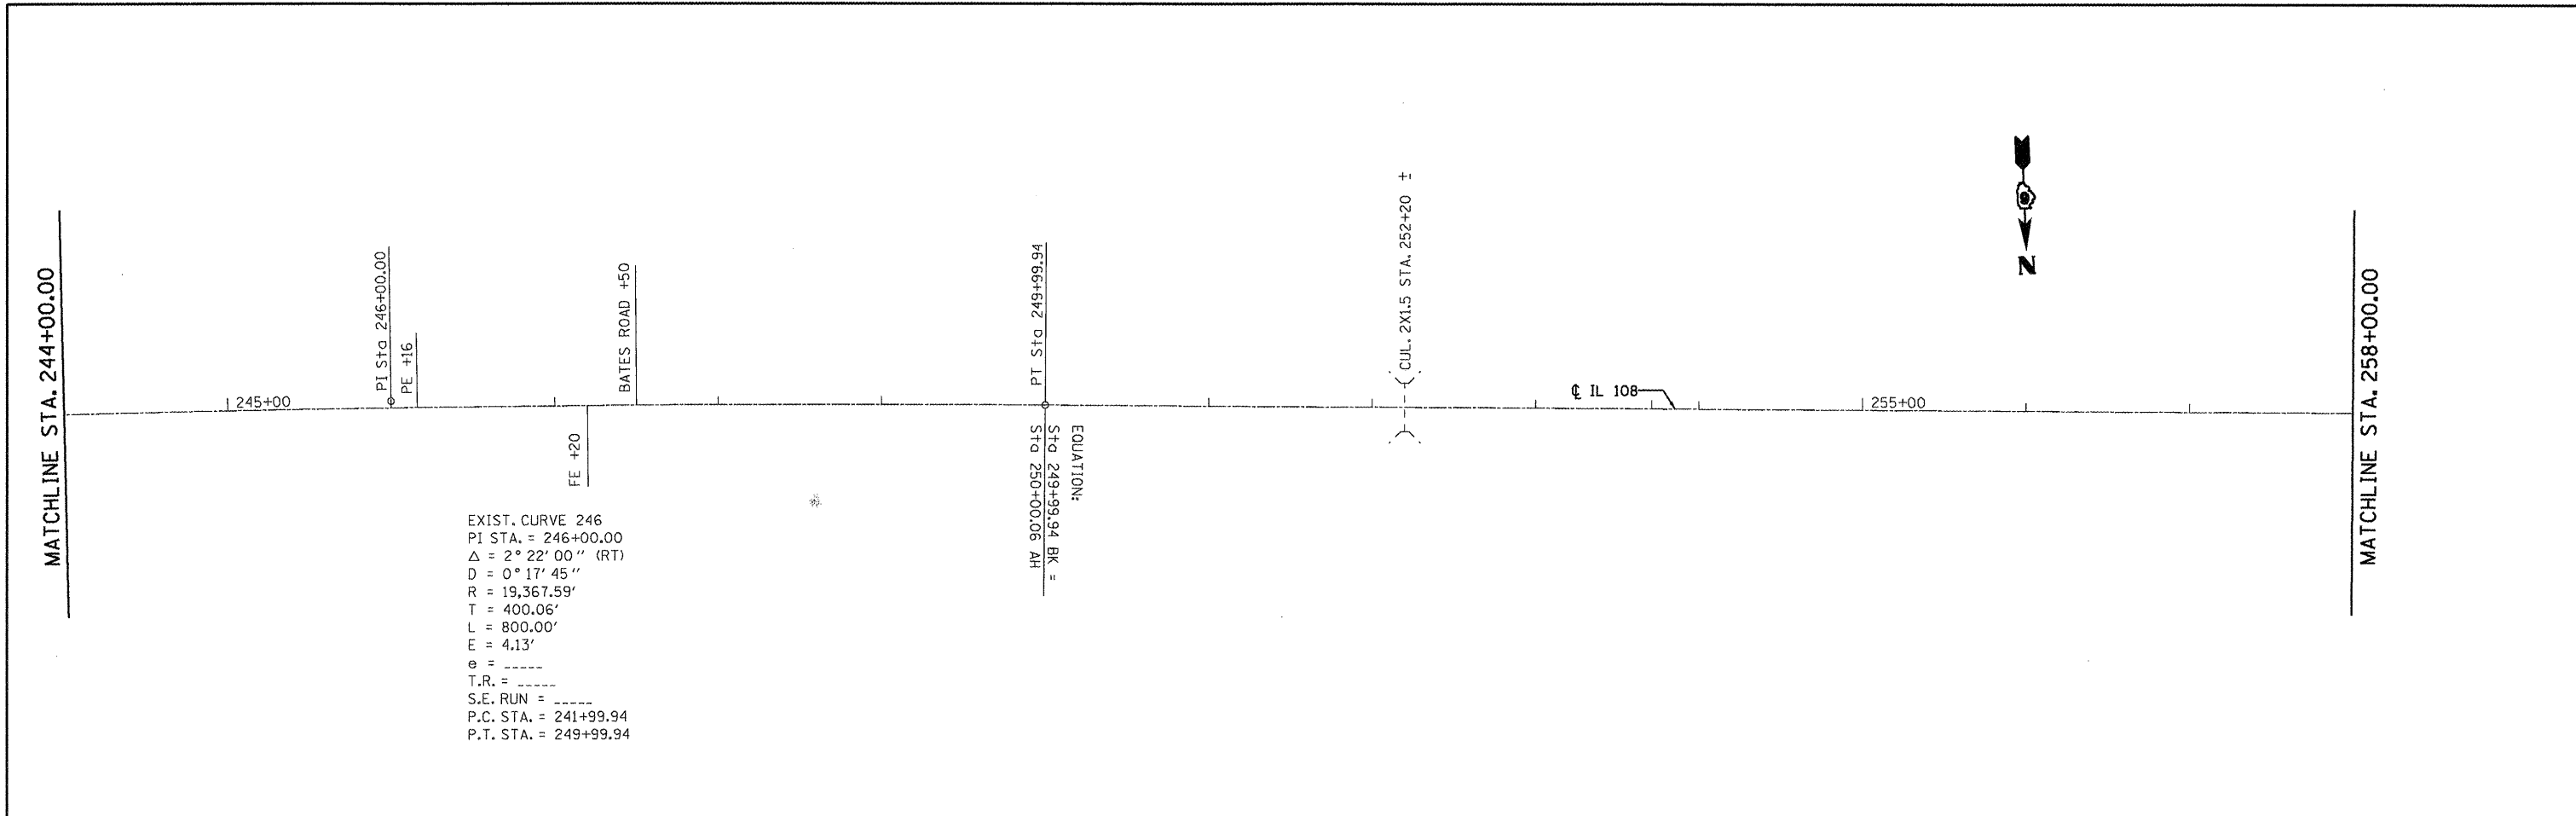 MATCHLINE STA. 244+00.00
245+00
PI Sta 246+00.00
PE +16
FE +20
BATES ROAD +50
PT Sta 249+99.94
EQUATION:
Sta 249+99.94 BK =
Sta 250+00.06 AH
CUL. 2X1.5 STA. 252+20 ±
℄ IL 108
255+00
N
MATCHLINE STA. 258+00.00
EXIST. CURVE 246
PI STA. = 246+00.00
Δ = 2° 22' 00" (RT)
D = 0° 17' 45"
R = 19,367.59'
T = 400.06'
L = 800.00'
E = 4.13'
e = _____
T.R. = _____
S.E. RUN = _____
P.C. STA. = 241+99.94
P.T. STA. = 249+99.94